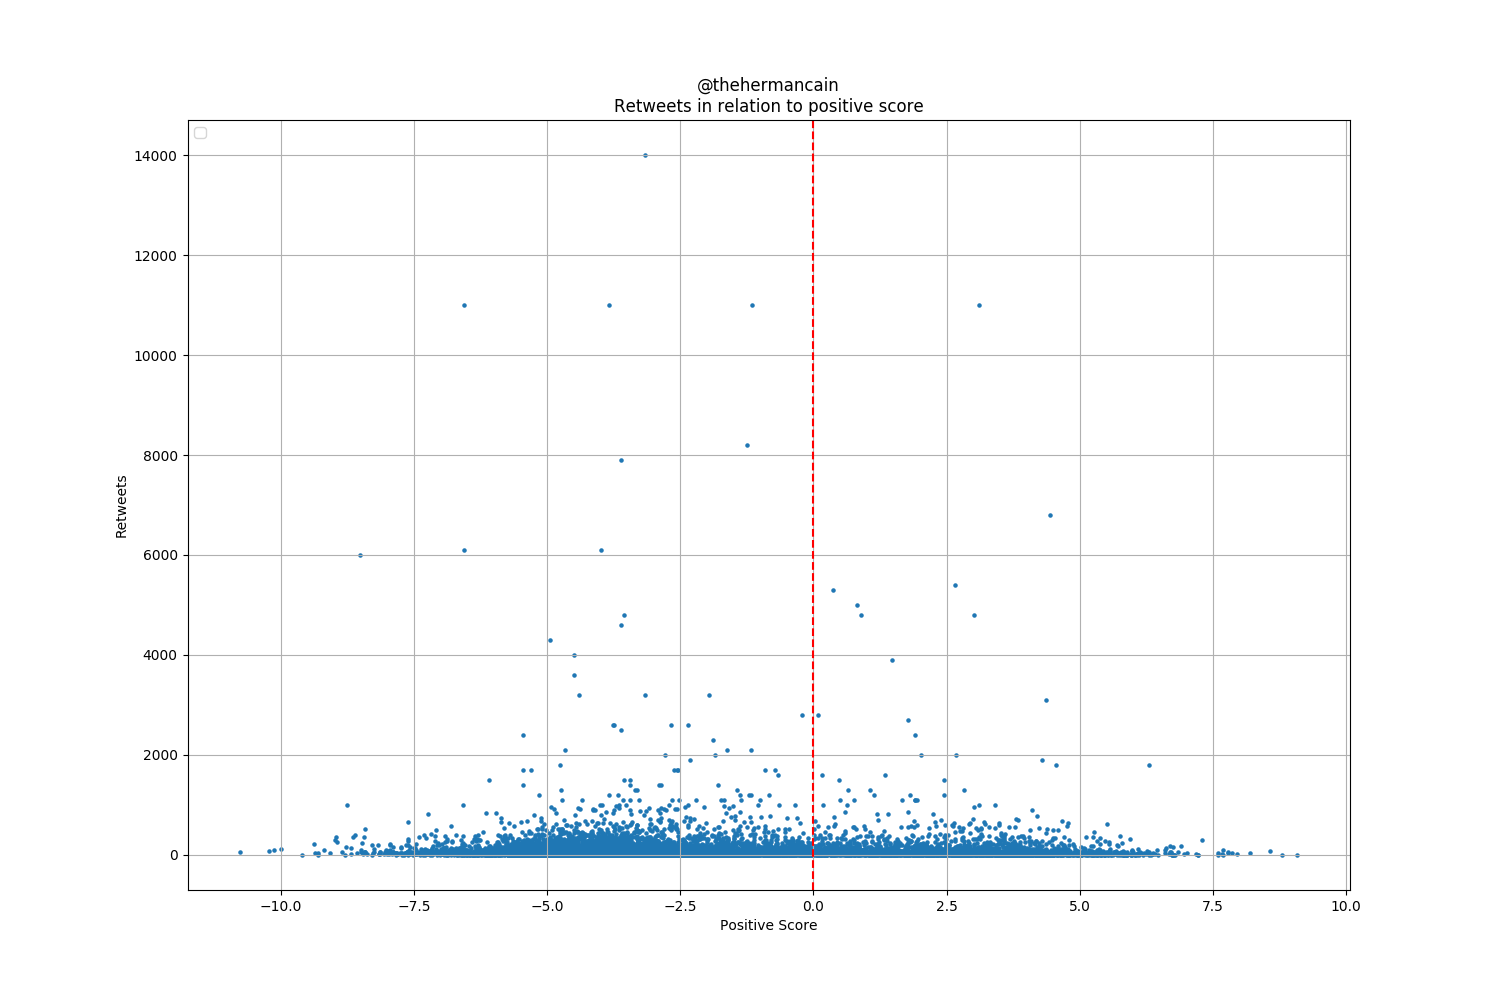 @thehermancain
Retweets in relation to positive score
14000
12000
10000
8000
6000
4000
2000
0
Retweets
−10.0 −7.5 −5.0 −2.5 0.0 2.5 5.0 7.5 10.0
Positive Score